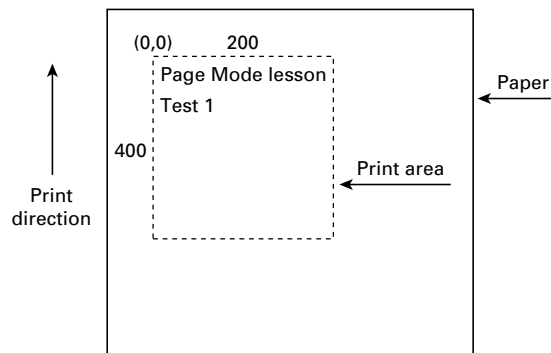 (0,0) 200
Page Mode lesson
Test 1
Paper
400
Print area
Print
direction